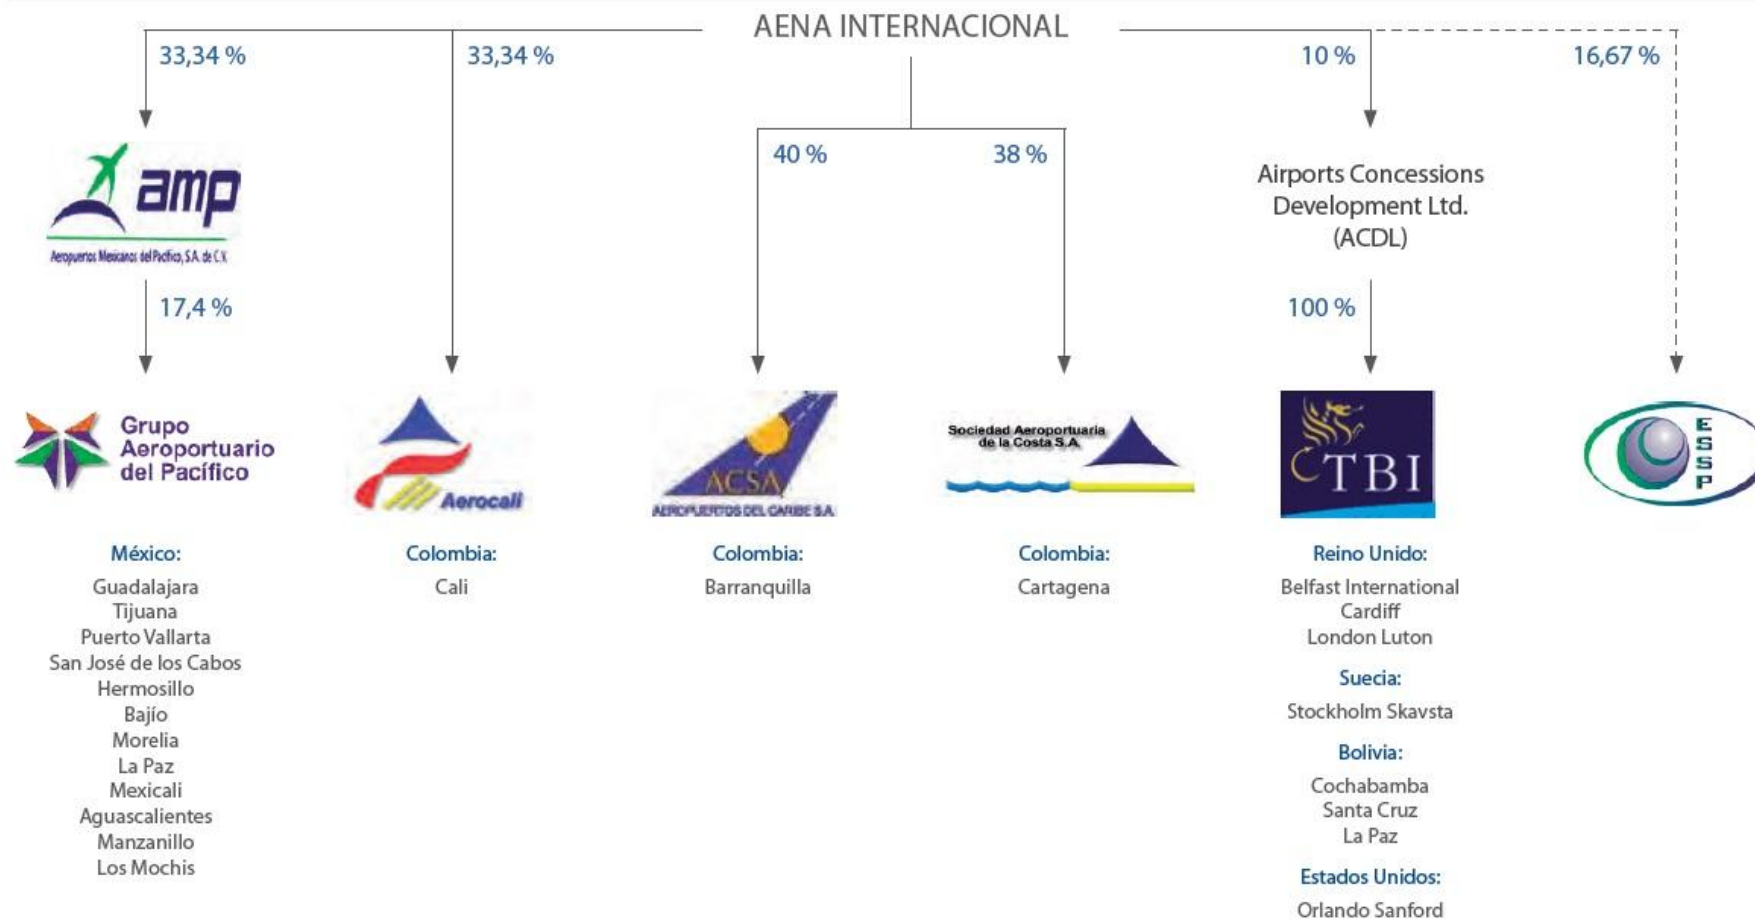 AENA INTERNACIONAL
33,34 %
33,34 %
10 %
16,67 %
40 %
38 %
amp
Aeropuertos Mexicanos del Pacífico, S.A. de C.V.
Airports Concessions
Development Ltd.
(ACDL)
17,4 %
100 %
Grupo
Aeroportuario
del Pacífico
Aerocali
ACSA
AEROPUERTOS DEL CARIBE S.A.
Sociedad Aeroportuaria
de la Costa S.A.
TBI
ESSP
México:
Guadalajara
Tijuana
Puerto Vallarta
San José de los Cabos
Hermosillo
Bajío
Morelia
La Paz
Mexicali
Aguascalientes
Manzanillo
Los Mochis
Colombia:
Cali
Colombia:
Barranquilla
Colombia:
Cartagena
Reino Unido:
Belfast International
Cardiff
London Luton
Suecia:
Stockholm Skavsta
Bolivia:
Cochabamba
Santa Cruz
La Paz
Estados Unidos:
Orlando Sanford